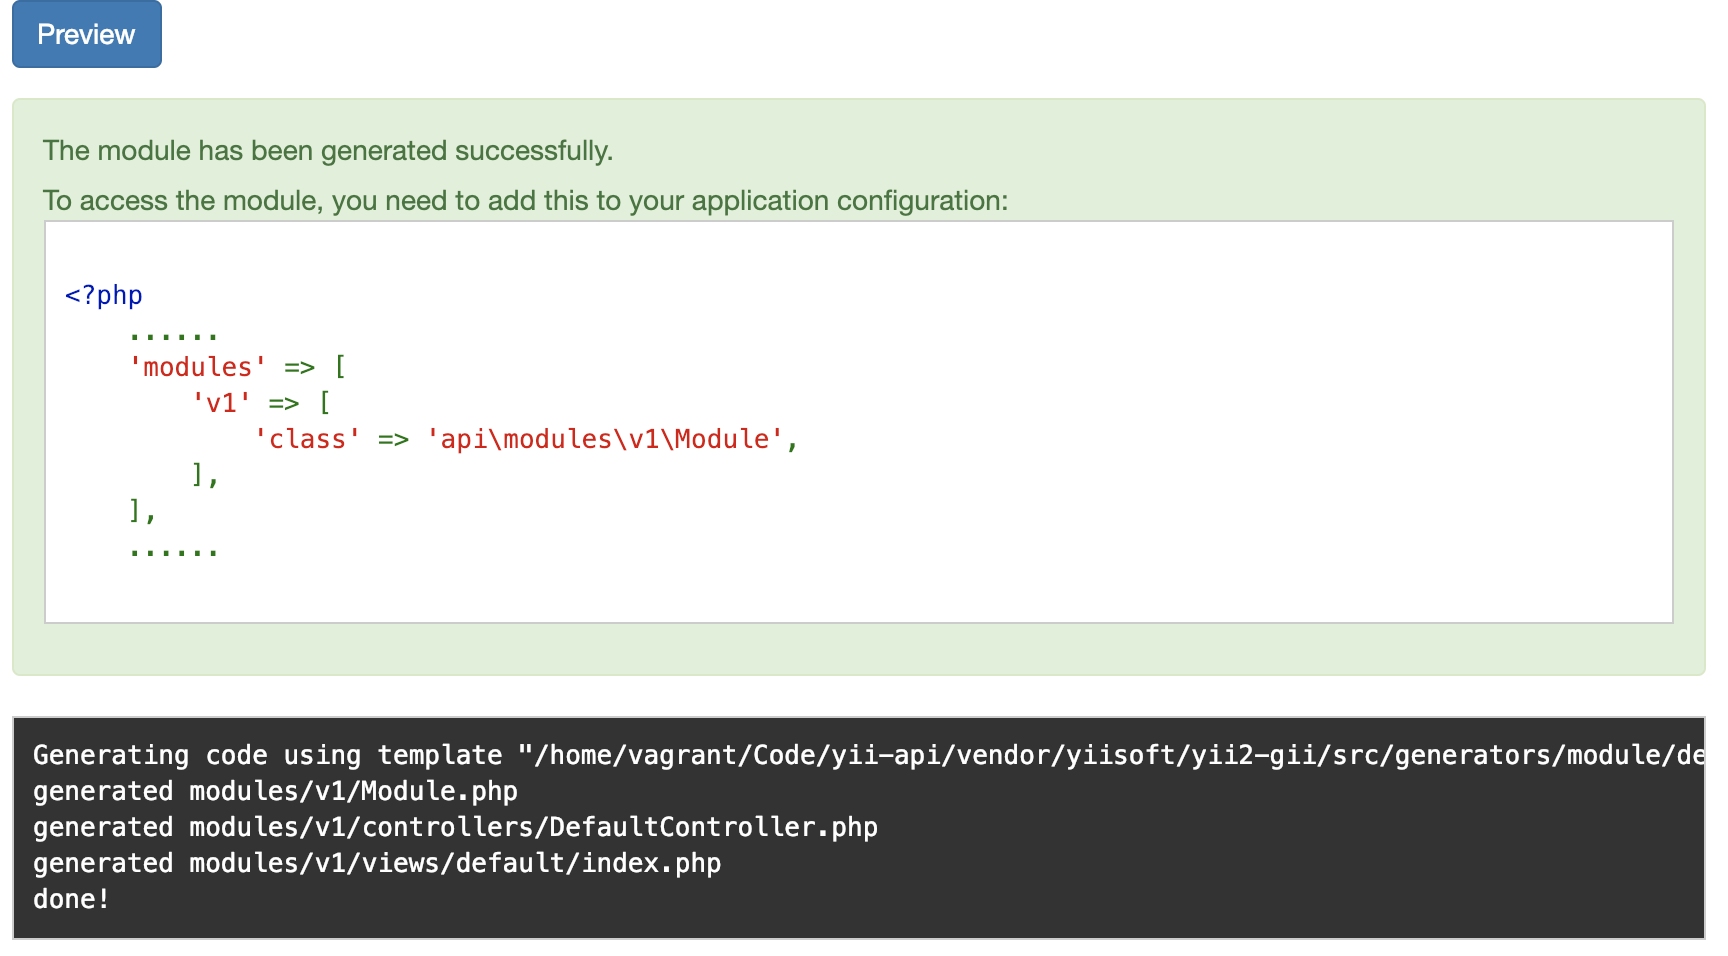 Preview
The module has been generated successfully.
To access the module, you need to add this to your application configuration:
<?php
......
'modules' => [
'v1' => [
'class' => 'api\modules\v1\Module',
],
],
......
Generating code using template "/home/vagrant/Code/yii-api/vendor/yiisoft/yii2-gii/src/generators/module/de
generated modules/v1/Module.php
generated modules/v1/controllers/DefaultController.php
generated modules/v1/views/default/index.php
done!